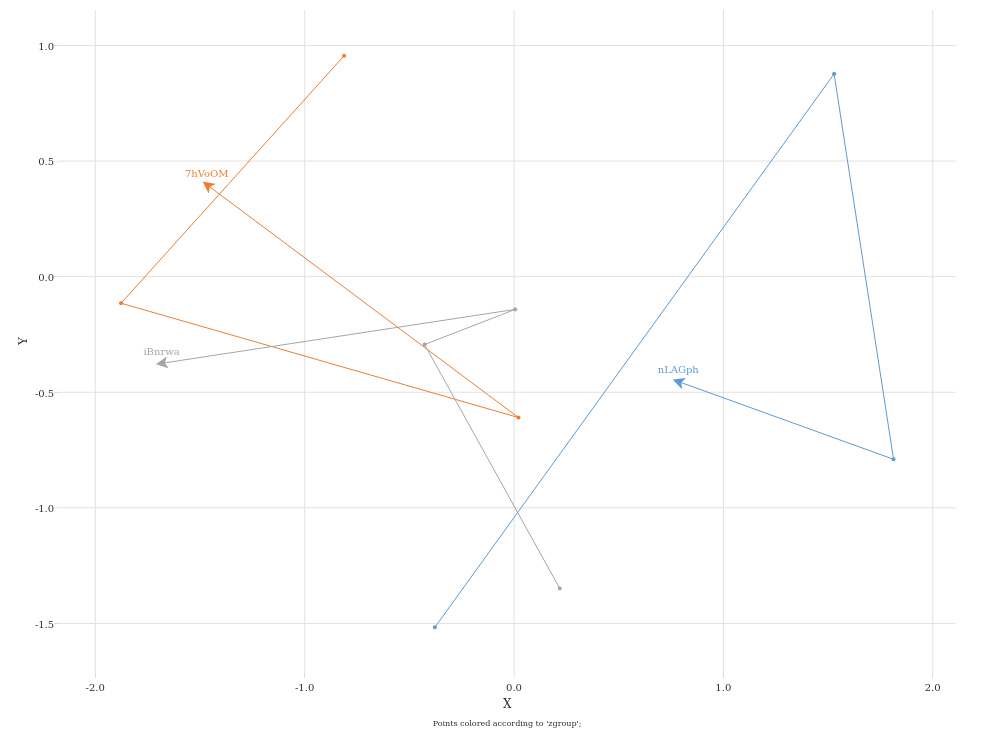 1.0
0.5
7hVoOM
0.0
iBnrwa
nLAGph
-0.5
-1.0
-1.5
Y
-2.0 -1.0 0.0 1.0 2.0
X
Points colored according to 'zgroup';